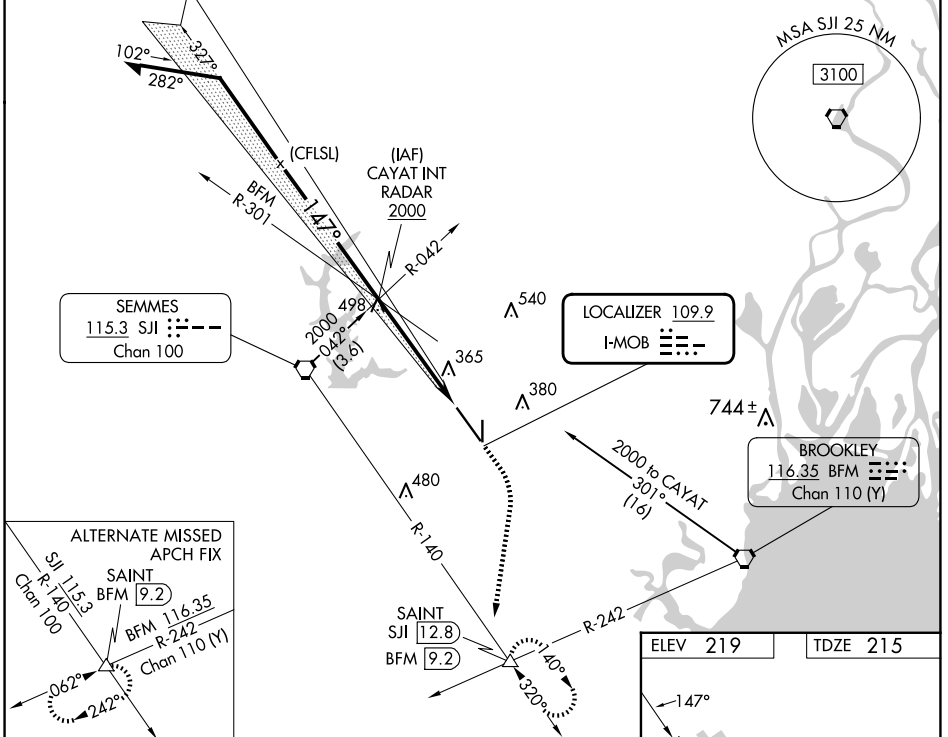 MSA SJI 25 NM
3100
102°
282°
327°
(CFLSL)
(IAF)
CAYAT INT
RADAR
2000
BFM
R-301
147°
R-042
SEMMES
115.3 SJI
Chan 100
2000
042°
(3.6)
498
540
365
380
LOCALIZER 109.9
I-MOB
744±
2000 to CAYAT
301°
(16)
BROOKLEY
116.35 BFM
Chan 110 (Y)
480
R-140
R-242
SAINT
SJI 12.8
BFM 9.2
140°
320°
ALTERNATE MISSED
APCH FIX
SJI 115.3
R-140
Chan 100
SAINT
BFM 9.2
BFM 116.35
R-242
Chan 110 (Y)
062°
242°
ELEV 219
TDZE 215
147°